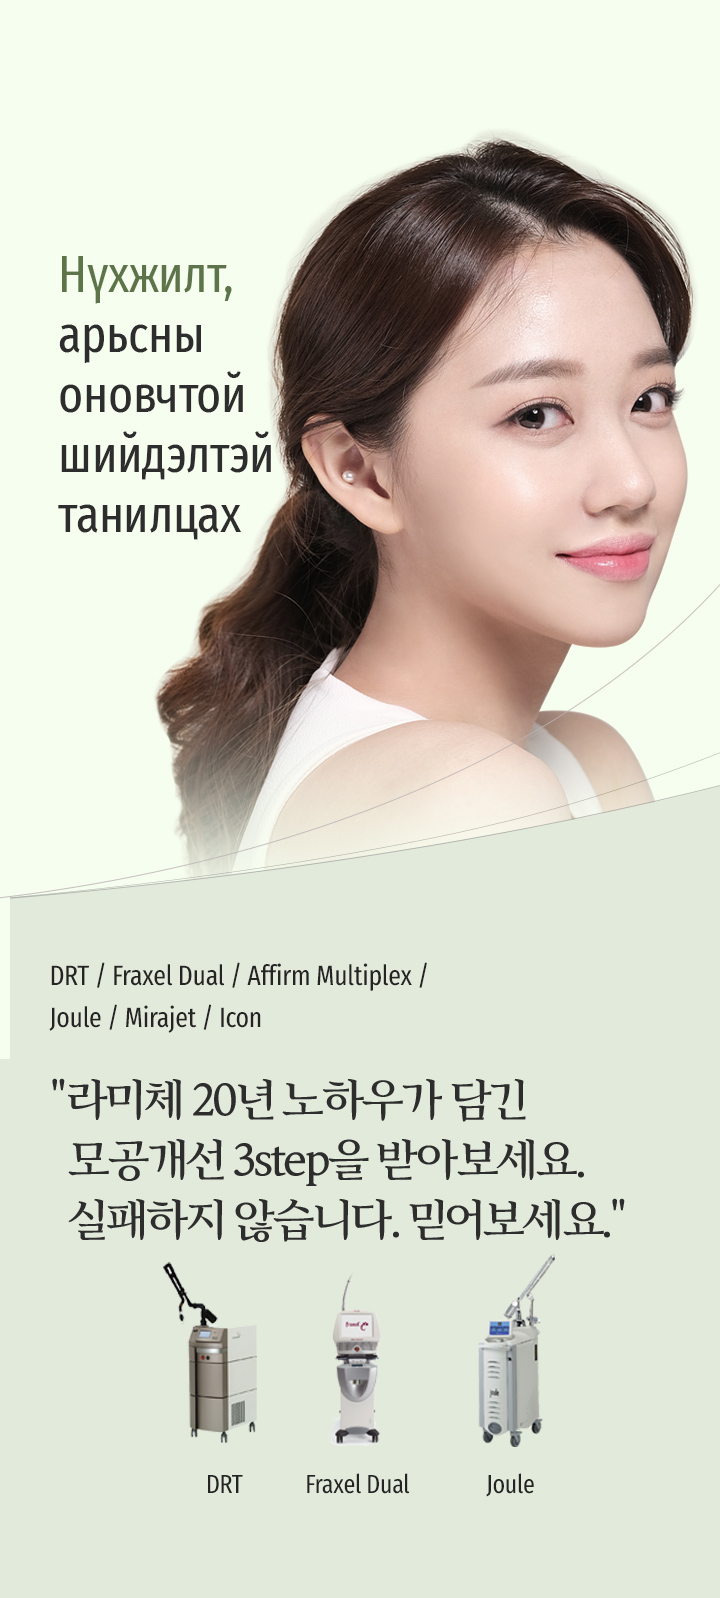 Нүхжилт,
арьсны
оновчтой
шийдэлтэй
танилцах
DRT / Fraxel Dual / Affirm Multiplex /
Joule / Mirajet / Icon
"라미체 20년 노하우가 담긴
모공개선 3step을 받아보세요.
실패하지 않습니다. 믿어보세요."
Fraxel
joule
DRT
Fraxel Dual
Joule